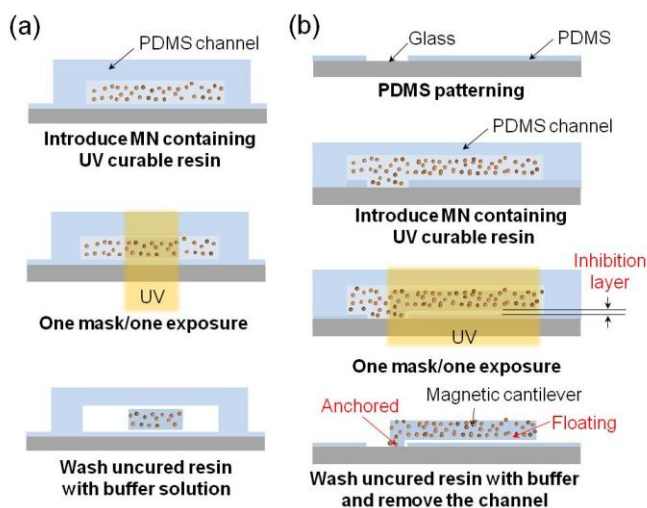 (a)
PDMS channel
Introduce MN containing
UV curable resin
UV
One mask/one exposure
Wash uncured resin
with buffer solution
(b)
Glass
PDMS
PDMS patterning
PDMS channel
Introduce MN containing
UV curable resin
Inhibition
layer
UV
One mask/one exposure
Magnetic cantilever
Anchored
Floating
Wash uncured resin with buffer
and remove the channel